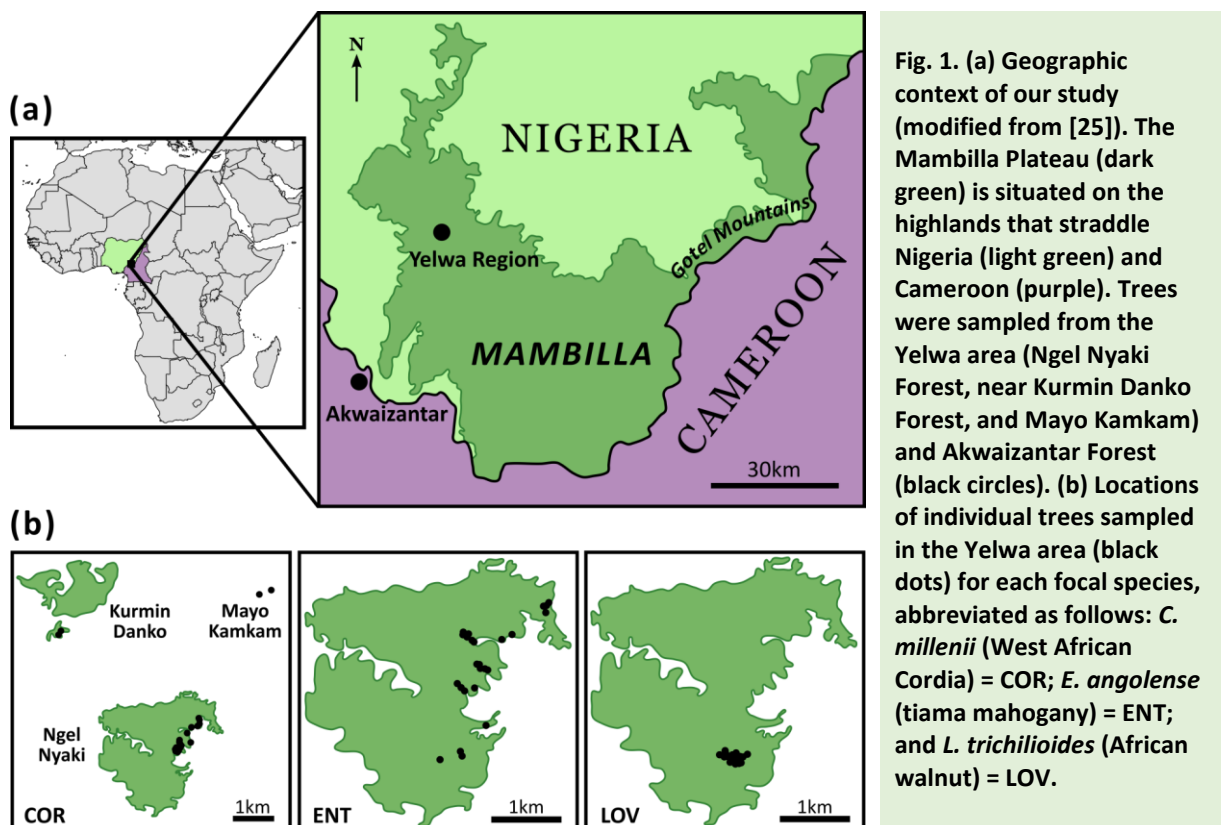 (a)
N
NIGERIA
Gotel Mountains
Yelwa Region
MAMBILLA
CAMEROON
Akwaizantar
30km
(b)
Kurmin
Danko
Mayo
Kamkam
Ngel
Nyaki
COR
1km
ENT
1km
LOV
1km
Fig. 1. (a) Geographic
context of our study
(modified from [25]). The
Mambilla Plateau (dark
green) is situated on the
highlands that straddle
Nigeria (light green) and
Cameroon (purple). Trees
were sampled from the
Yelwa area (Ngel Nyaki
Forest, near Kurmin Danko
Forest, and Mayo Kamkam)
and Akwaizantar Forest
(black circles). (b) Locations
of individual trees sampled
in the Yelwa area (black
dots) for each focal species,
abbreviated as follows: C.
millenii (West African
Cordia) = COR; E. angolense
(tiama mahogany) = ENT;
and L. trichilioides (African
walnut) = LOV.